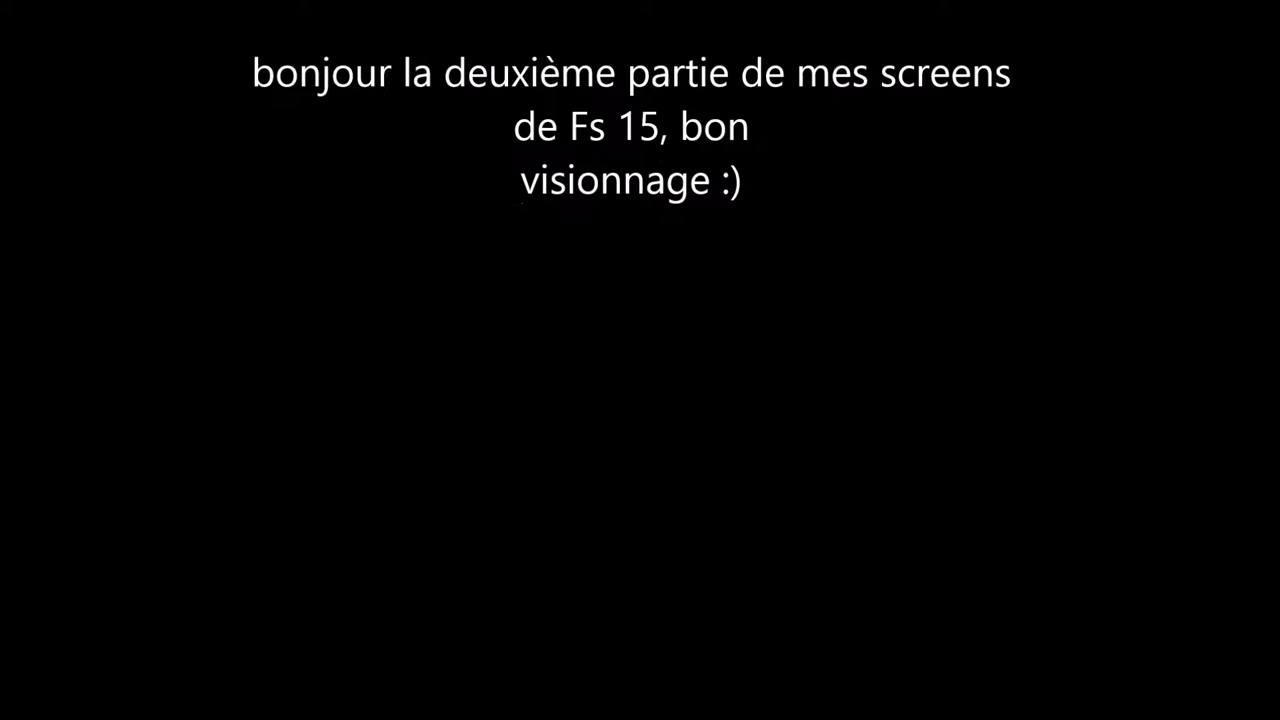 bonjour la deuxième partie de mes screens
de Fs 15, bon
visionnage :)